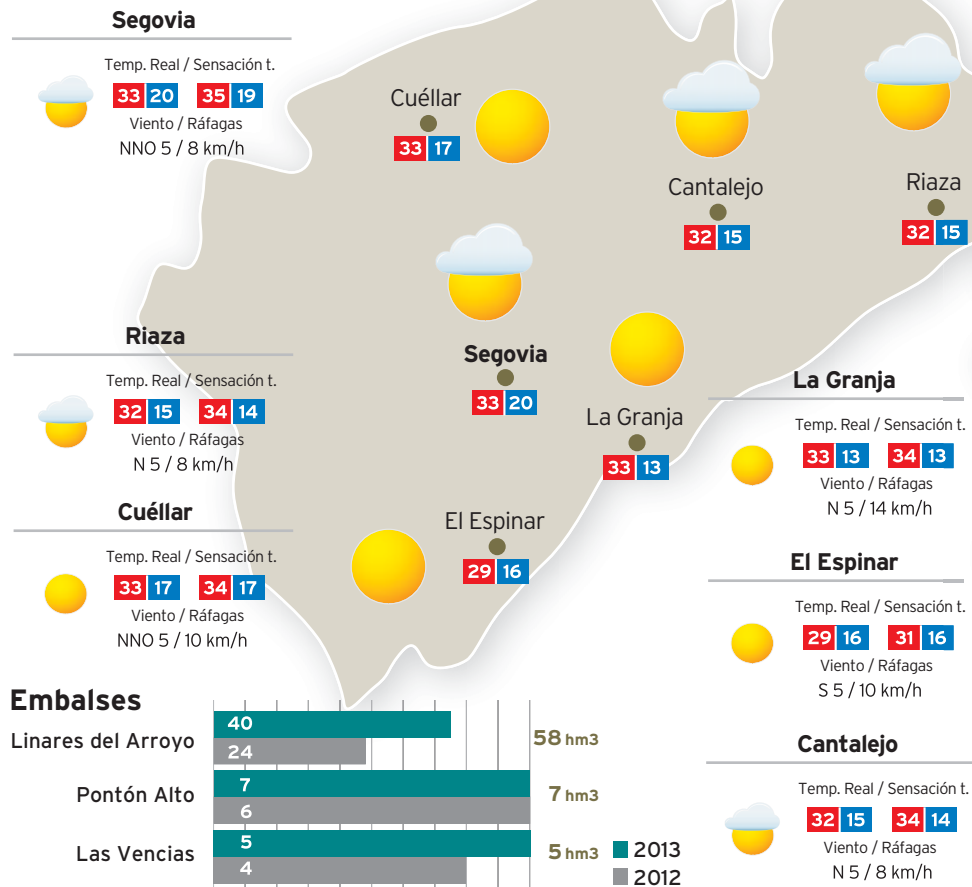 Segovia
Temp. Real / Sensación t.
33 20 35 19
Viento / Ráfagas
NNO 5 / 8 km/h
Cuéllar
33 17
Cantalejo
32 15
Riaza
32 15
Segovia
33 20
La Granja
33 13
El Espinar
29 16
Riaza
Temp. Real / Sensación t.
32 15 34 14
Viento / Ráfagas
N 5 / 8 km/h
Cuéllar
Temp. Real / Sensación t.
33 17 34 17
Viento / Ráfagas
NNO 5 / 10 km/h
La Granja
Temp. Real / Sensación t.
33 13 34 13
Viento / Ráfagas
N 5 / 14 km/h
El Espinar
Temp. Real / Sensación t.
29 16 31 16
Viento / Ráfagas
S 5 / 10 km/h
Cantalejo
Temp. Real / Sensación t.
32 15 34 14
Viento / Ráfagas
N 5 / 8 km/h
Embalses
Linares del Arroyo
40
24
58 hm3
Pontón Alto
7
6
7 hm3
Las Vencias
5
4
5 hm3
2013
2012